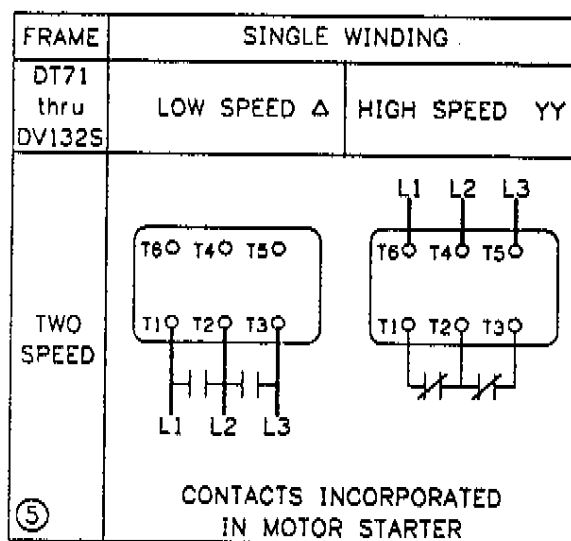 FRAME
SINGLE WINDING
DT71
thru
DV132S
LOW SPEED Δ
HIGH SPEED YY
TWO
SPEED
T6 T4 T5
T1 T2 T3
L1 L2 L3
L1 L2 L3
T6 T4 T5
T1 T2 T3
CONTACTS INCORPORATED
IN MOTOR STARTER
5